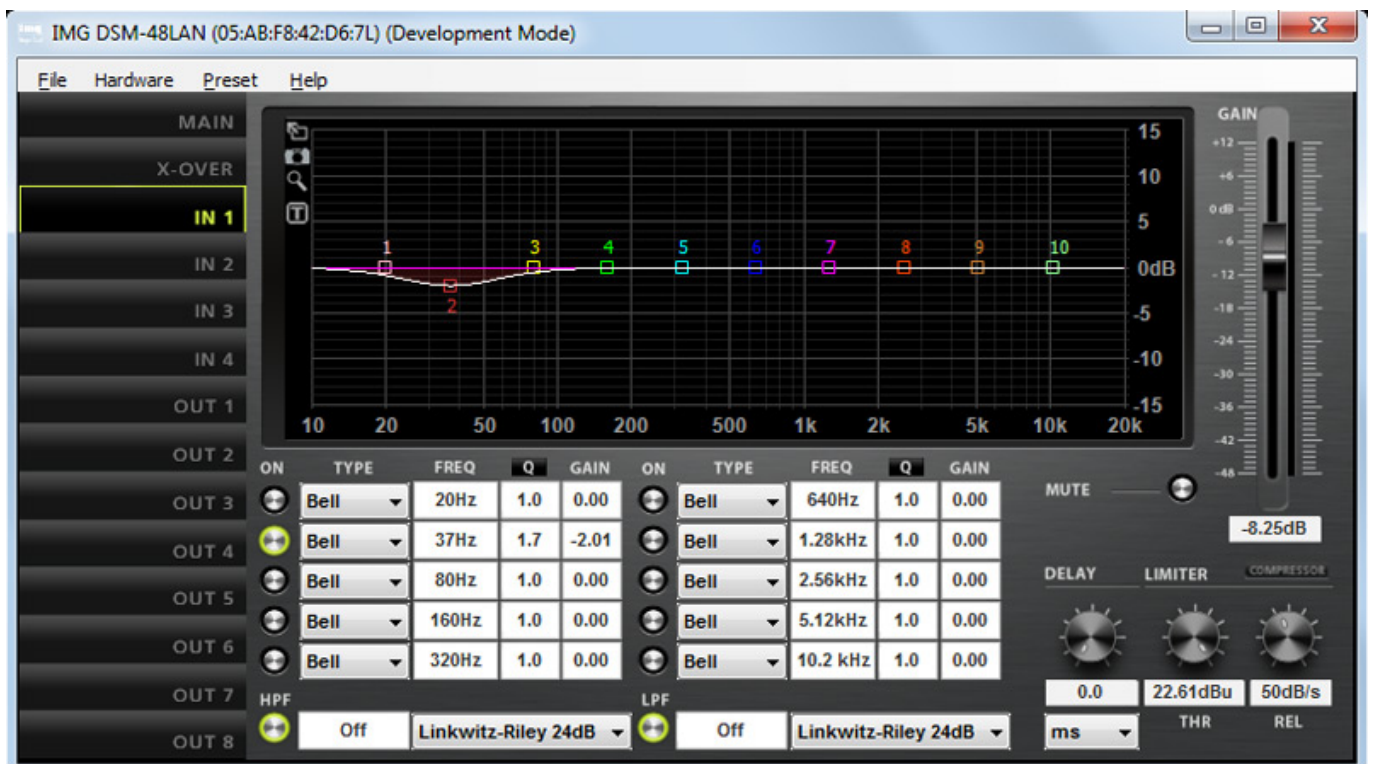 IMG DSM-48LAN (05:AB:F8:42:D6:7L) (Development Mode)
File Hardware Preset Help
MAIN
X-OVER
IN 1
IN 2
IN 3
IN 4
OUT 1
OUT 2
OUT 3
OUT 4
OUT 5
OUT 6
OUT 7
OUT 8
T
1 2 3 4 5 6 7 8 9 10
15
10
5
0dB
-5
-10
-15
10 20 50 100 200 500 1k 2k 5k 10k 20k
GAIN
+12
+6
0dB
-6
-12
-18
-24
-30
-36
-42
-48
-8.25dB
MUTE
ON TYPE FREQ Q GAIN ON TYPE FREQ Q GAIN
Bell 20Hz 1.0 0.00 Bell 640Hz 1.0 0.00
Bell 37Hz 1.7 -2.01 Bell 1.28kHz 1.0 0.00
Bell 80Hz 1.0 0.00 Bell 2.56kHz 1.0 0.00
Bell 160Hz 1.0 0.00 Bell 5.12kHz 1.0 0.00
Bell 320Hz 1.0 0.00 Bell 10.2 kHz 1.0 0.00
HPF LPF
Off Linkwitz-Riley 24dB Off Linkwitz-Riley 24dB
DELAY LIMITER COMPRESSOR
0.0 22.61dBu 50dB/s
ms THR REL